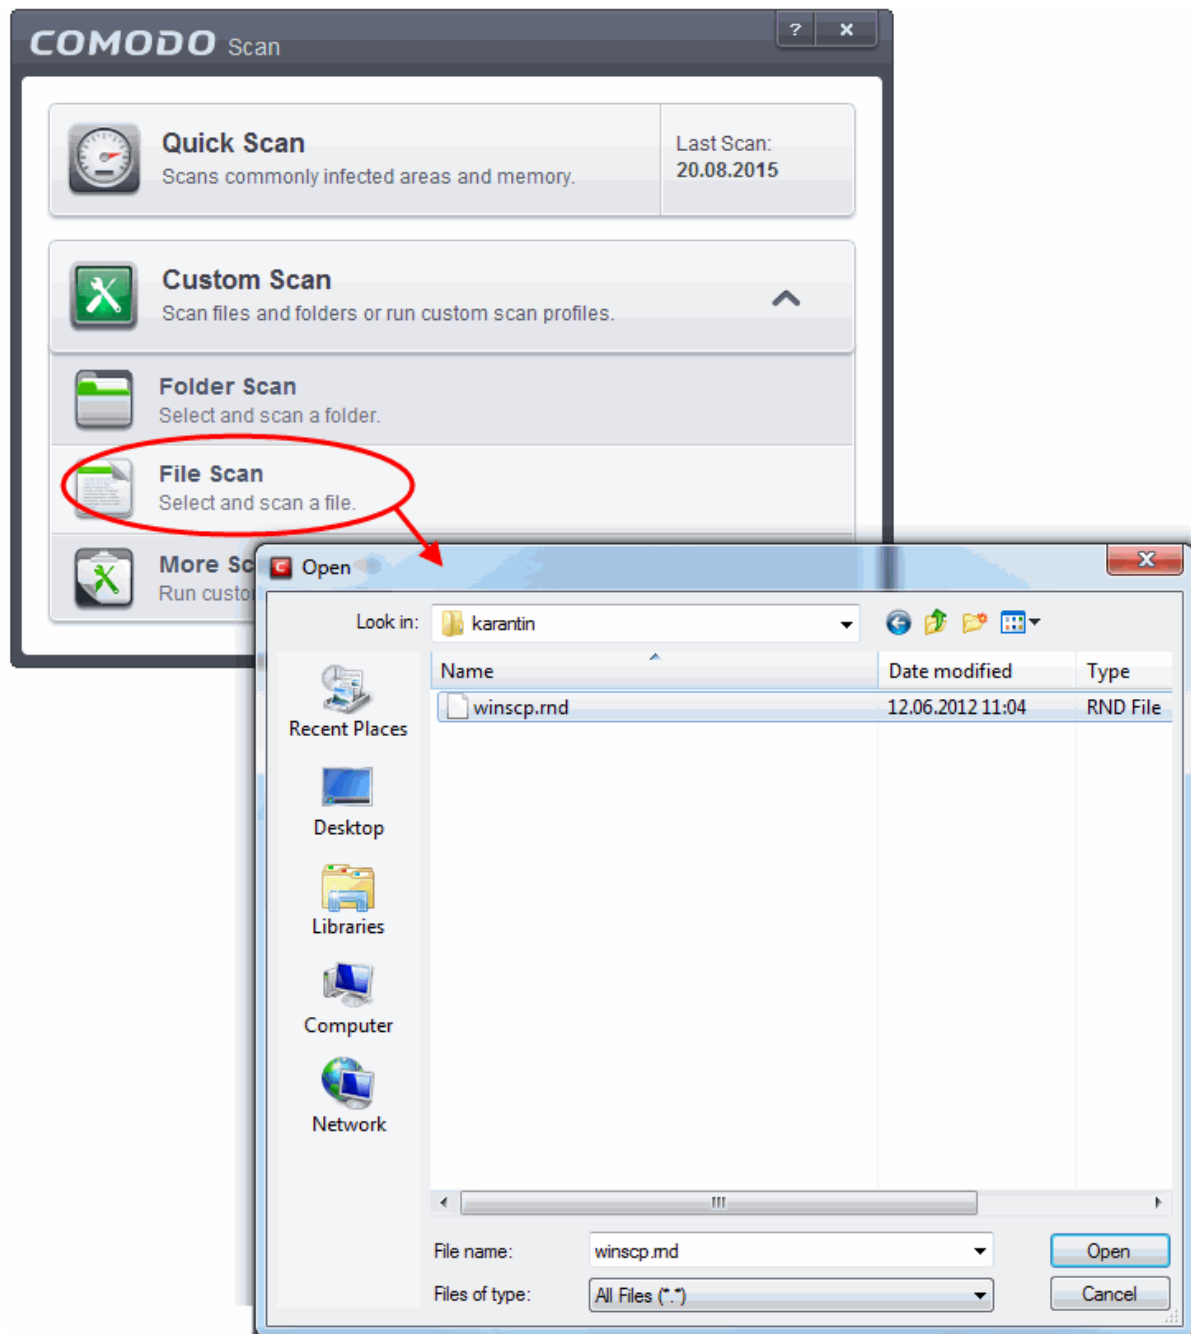 COMODO Scan
?
x
Quick Scan
Scans commonly infected areas and memory.
Last Scan:
20.08.2015
Custom Scan
Scan files and folders or run custom scan profiles.
Folder Scan
Select and scan a folder.
File Scan
Select and scan a file.
More Sc
Run custo
Open
x
Look in:
karantin
Name
Date modified
Type
winscp.rnd
12.06.2012 11:04
RND File
Recent Places
Desktop
Libraries
Computer
Network
File name:
winscp.rnd
Open
Files of type:
All Files (*.*)
Cancel